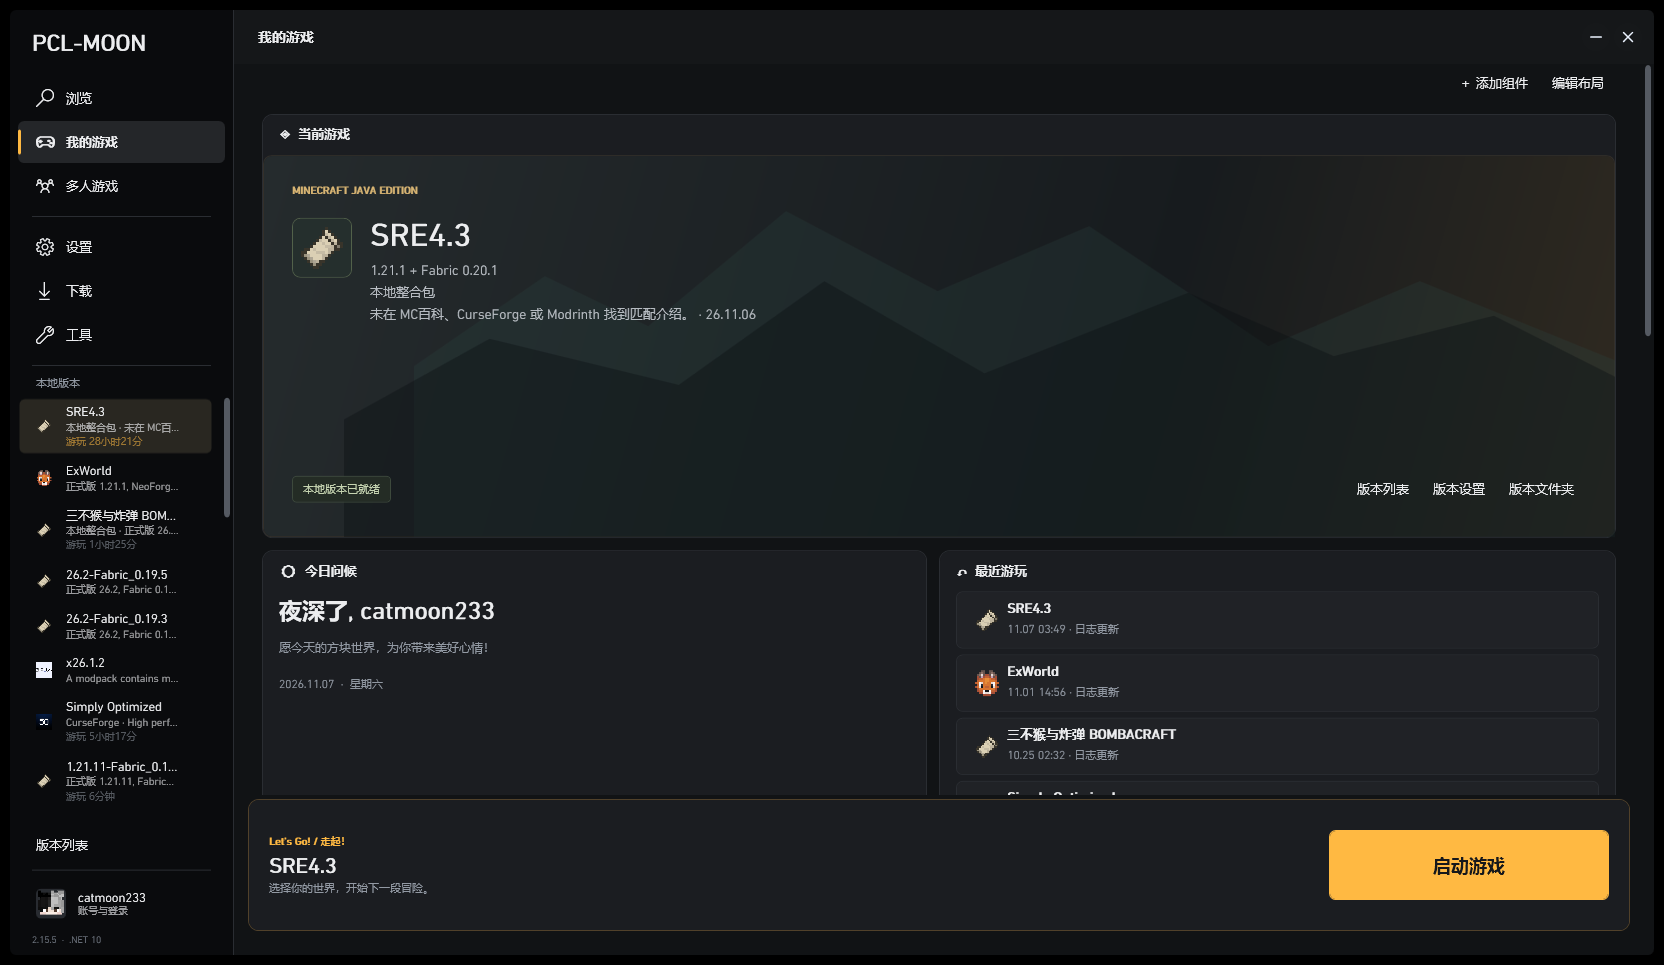 PCL-MOON
浏览
我的游戏
多人游戏
设置
下载
工具
本地版本
SRE4.3
本地整合包 · 未在 MC百...
游玩 28小时21分
ExWorld
正式版 1.21.1, NeoForg...
三不猴与炸弹 BOM...
本地整合包 · 正式版 26....
游玩 1小时25分
26.2-Fabric_0.19.5
正式版 26.2, Fabric 0.1...
26.2-Fabric_0.19.3
正式版 26.2, Fabric 0.1...
x26.1.2
A modpack contains m...
Simply Optimized
CurseForge · High perf...
游玩 5小时17分
1.21.11-Fabric_0.1...
正式版 1.21.11, Fabric...
游玩 6分钟
版本列表
catmoon233
账号与登录
2.15.5 · .NET 10
我的游戏
+ 添加组件 编辑布局
当前游戏
MINECRAFT JAVA EDITION
SRE4.3
1.21.1 + Fabric 0.20.1
本地整合包
未在 MC百科、CurseForge 或 Modrinth 找到匹配介绍。 · 26.11.06
本地版本已就绪
版本列表 版本设置 版本文件夹
今日问候
夜深了, catmoon233
愿今天的方块世界，为你带来美好心情！
2026.11.07 · 星期六
最近游玩
SRE4.3
11.07 03:49 · 日志更新
ExWorld
11.01 14:56 · 日志更新
三不猴与炸弹 BOMBACRAFT
10.25 02:32 · 日志更新
Simply Optimized
Let's Go! / 走起!
SRE4.3
选择你的世界，开始下一段冒险。
启动游戏